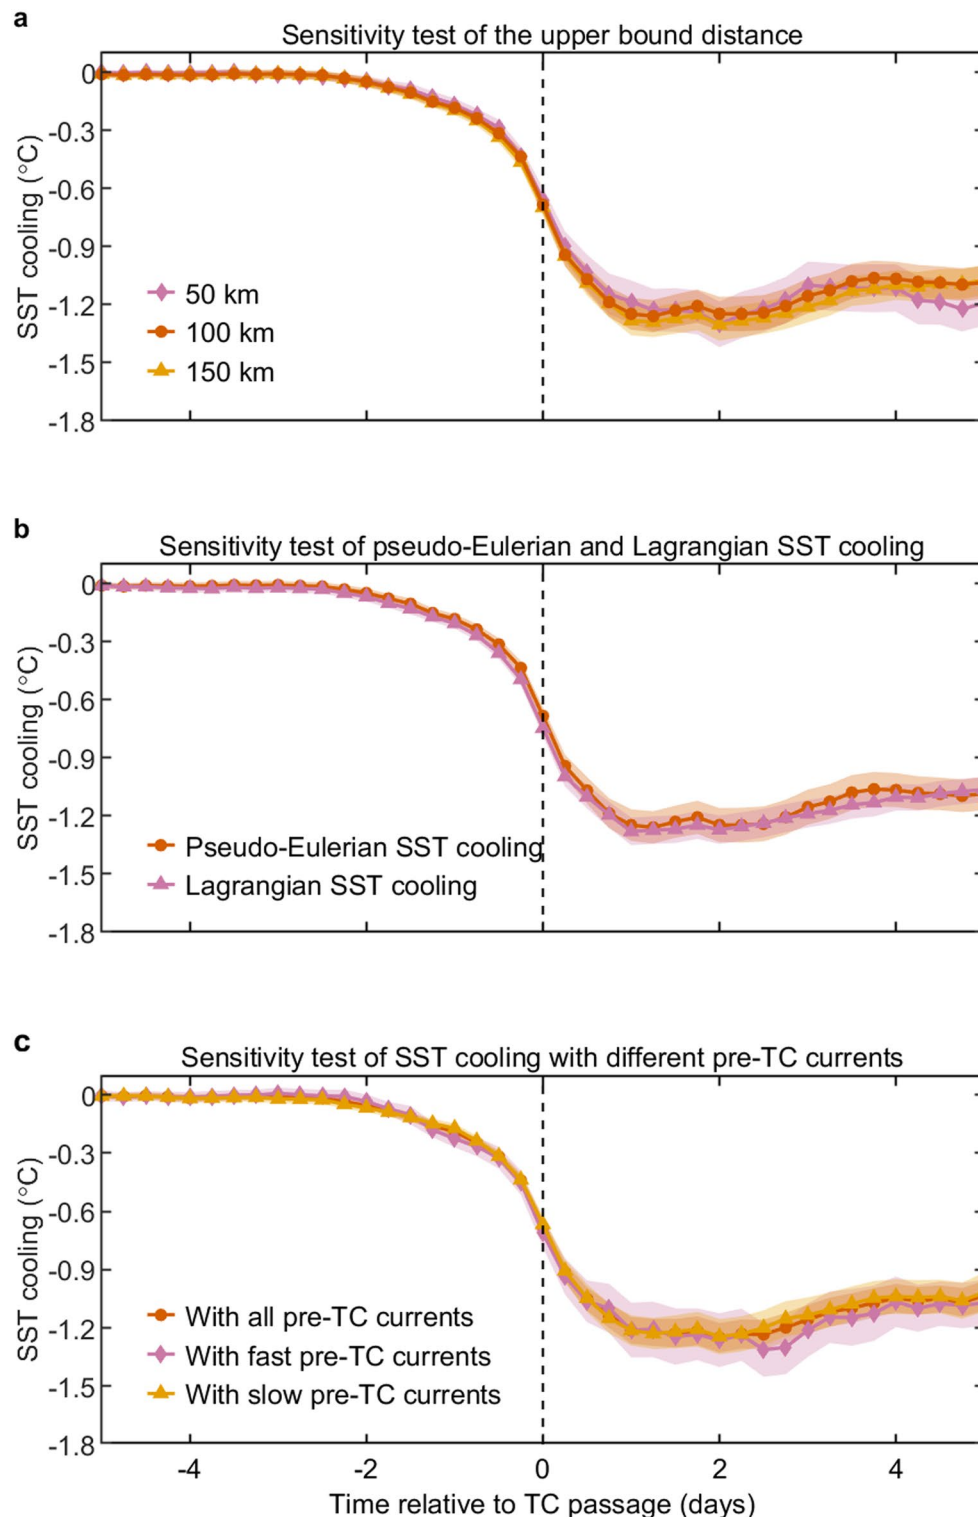 a
Sensitivity test of the upper bound distance
0
-0.3
-0.6
-0.9
-1.2
-1.5
-1.8
SST cooling (°C)
50 km
100 km
150 km
b
Sensitivity test of pseudo-Eulerian and Lagrangian SST cooling
0
-0.3
-0.6
-0.9
-1.2
-1.5
-1.8
SST cooling (°C)
Pseudo-Eulerian SST cooling
Lagrangian SST cooling
c
Sensitivity test of SST cooling with different pre-TC currents
0
-0.3
-0.6
-0.9
-1.2
-1.5
-1.8
SST cooling (°C)
With all pre-TC currents
With fast pre-TC currents
With slow pre-TC currents
-4 -2 0 2 4
Time relative to TC passage (days)